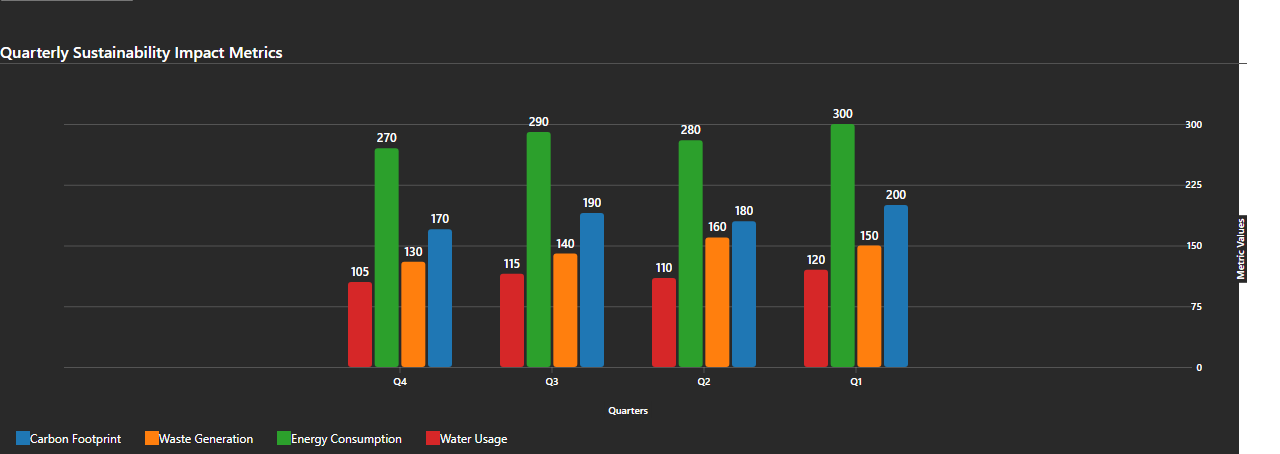 Quarterly Sustainability Impact Metrics
300
290
300
280
270
225
200
190
180
170
160
150
150
140
130
120
115
110
105
75
0
Metric Values
Q4
Q3
Q2
Q1
Quarters
Carbon Footprint
Waste Generation
Energy Consumption
Water Usage